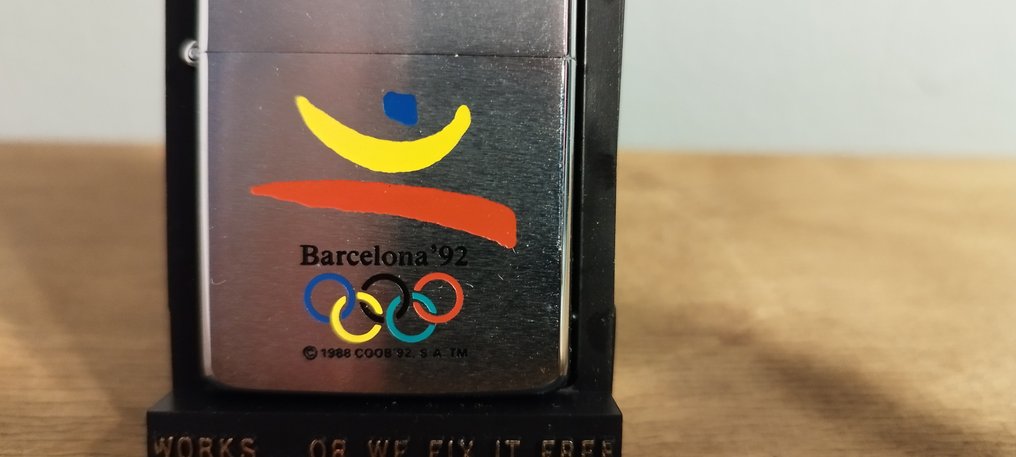 Barcelona'92
© 1988 COOB'92, S.A. TM
WORKS OR WE FIX IT FREE